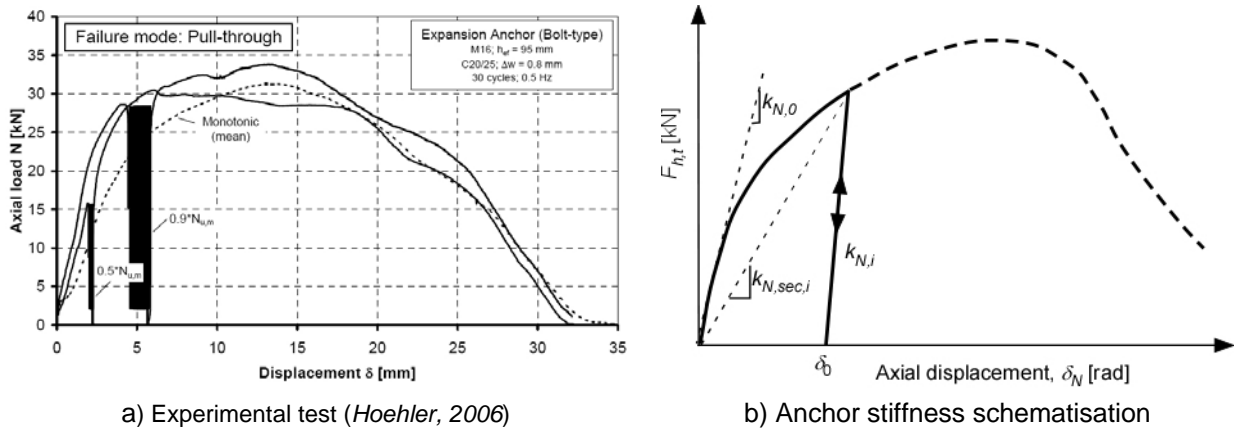 Failure mode: Pull-through
Expansion Anchor (Bolt-type)
M16; hef = 95 mm
C20/25; Δw = 0.8 mm
30 cycles; 0.5 Hz
Axial load N [kN]
40
35
30
25
20
15
10
5
0
Monotonic
(mean)
0.9*Nu,m
0.5*Nu,m
0 5 10 15 20 25 30 35
Displacement δ [mm]
a) Experimental test (Hoehler, 2006)
Fh,t [kN]
kN,0
kN,i
kN,sec,i
δ0
Axial displacement, δN [rad]
b) Anchor stiffness schematisation